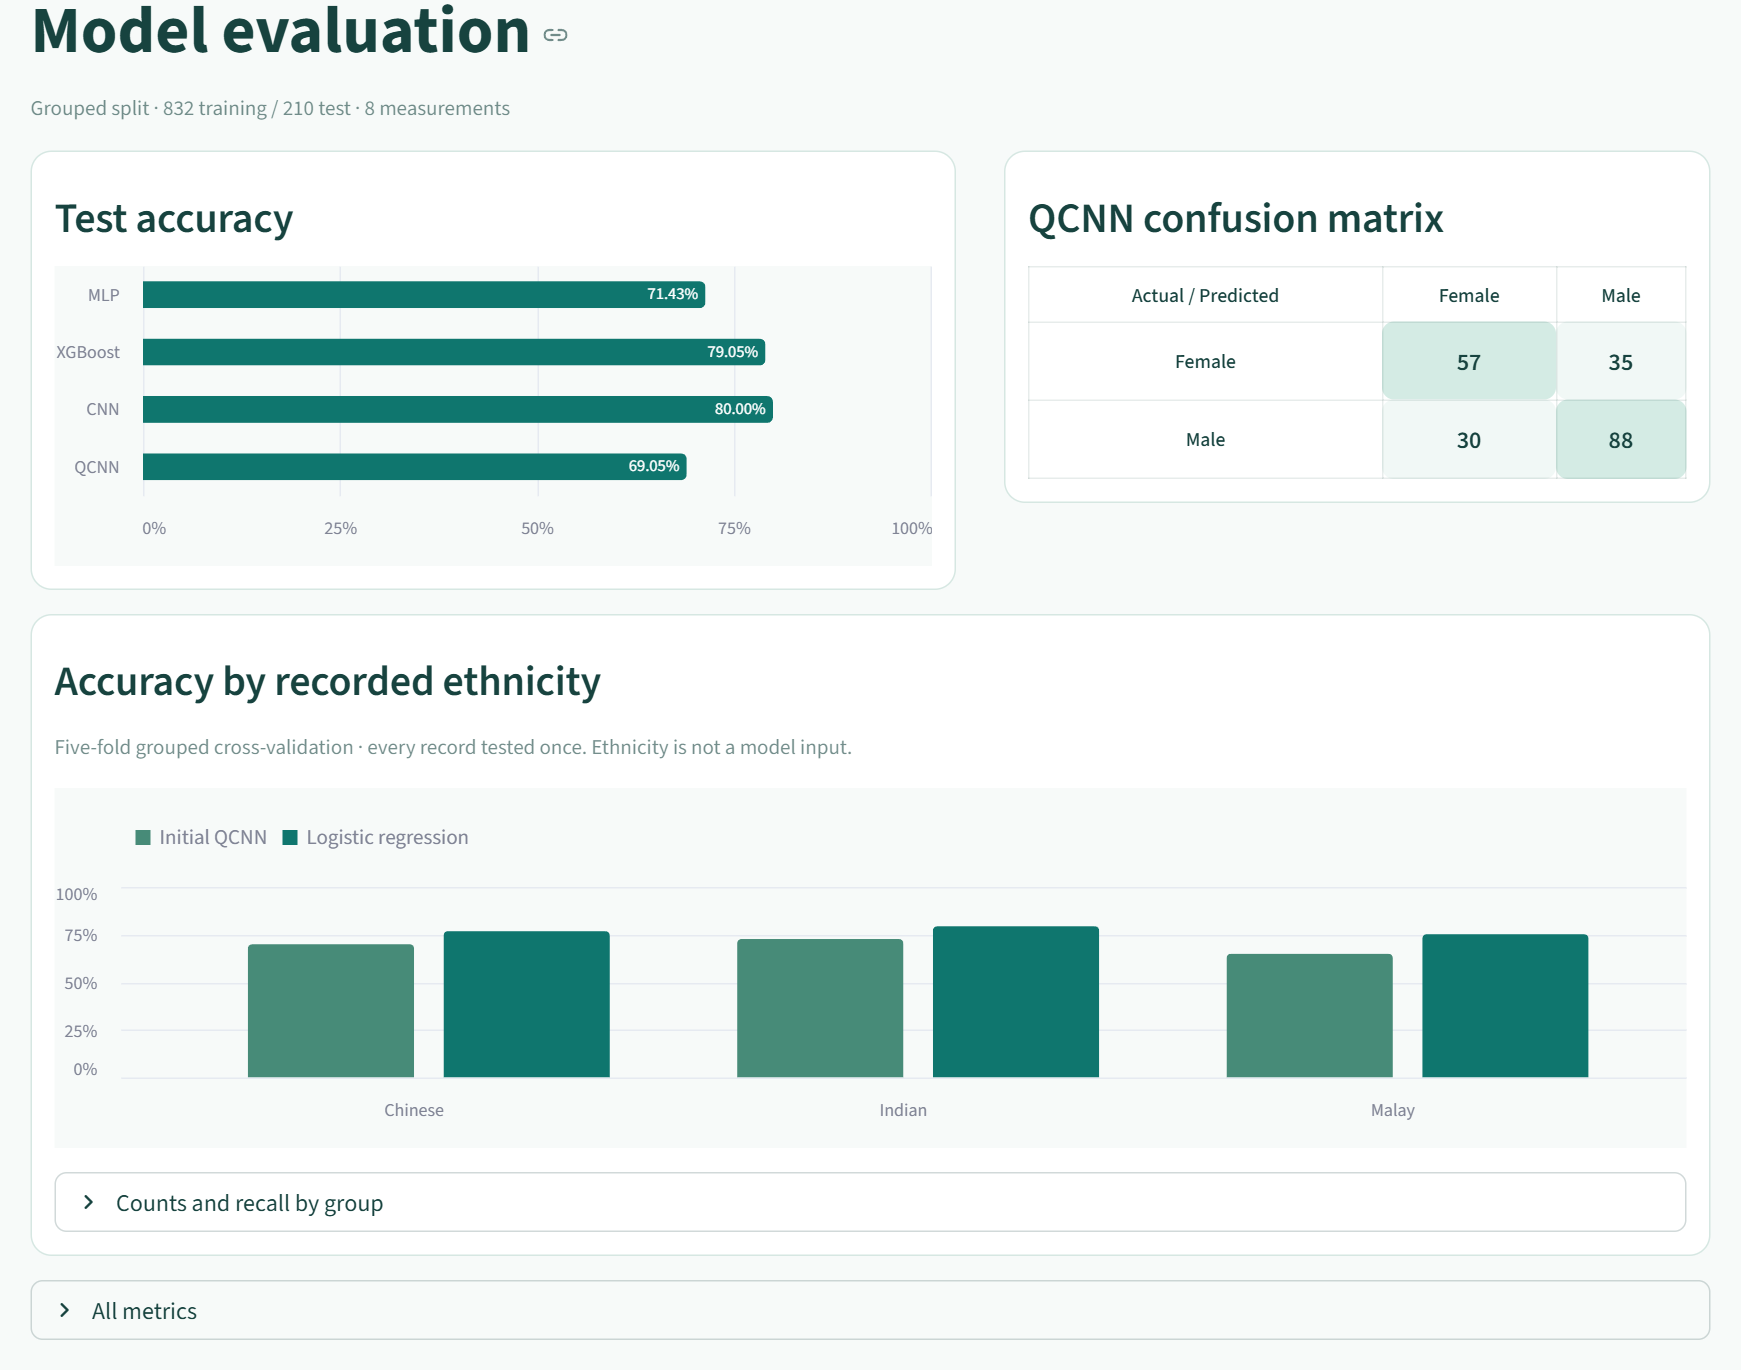 Model evaluation
Grouped split · 832 training / 210 test · 8 measurements
Test accuracy
MLP 71.43%
XGBoost 79.05%
CNN 80.00%
QCNN 69.05%
0% 25% 50% 75% 100%
QCNN confusion matrix
Actual / Predicted Female Male
Female 57 35
Male 30 88
Accuracy by recorded ethnicity
Five-fold grouped cross-validation · every record tested once. Ethnicity is not a model input.
Initial QCNN Logistic regression
100%
75%
50%
25%
0%
Chinese Indian Malay
Counts and recall by group
All metrics